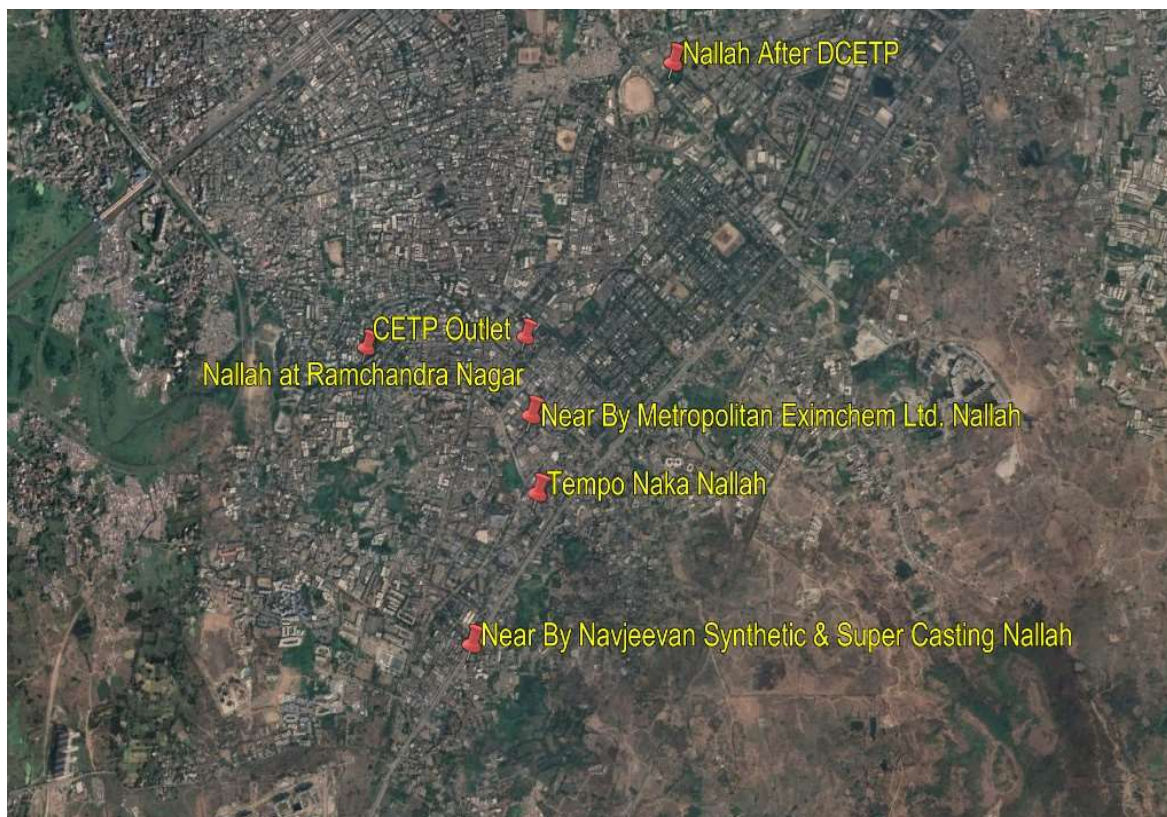 Nallah After DCETP
CETP Outlet
Nallah at Ramchandra Nagar
Near By Metropolitan Eximchem Ltd. Nallah
Tempo Naka Nallah
Near By Navjeevan Synthetic & Super Casting Nallah